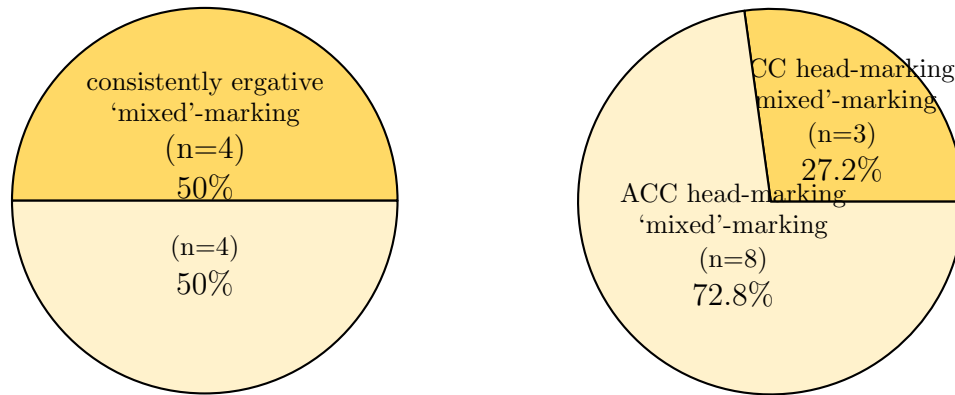 consistently ergative
‘mixed’-marking
(n=4)
50%
(n=4)
50%
CC head-marking
mixed’-marking
(n=3)
27.2%
ACC head-marking
‘mixed’-marking
(n=8)
72.8%